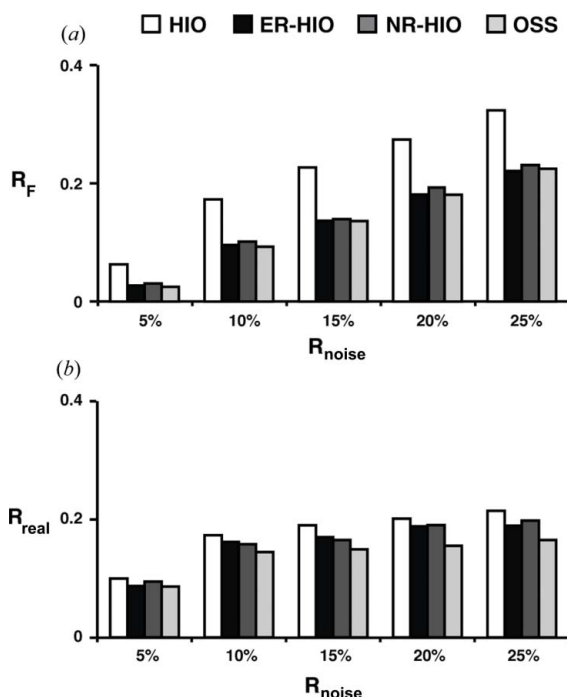 (a) HIO ER-HIO NR-HIO OSS
0.4
R_F
0.2
0
5% 10% 15% 20% 25%
R_noise
(b)
0.4
R_real
0.2
0
5% 10% 15% 20% 25%
R_noise